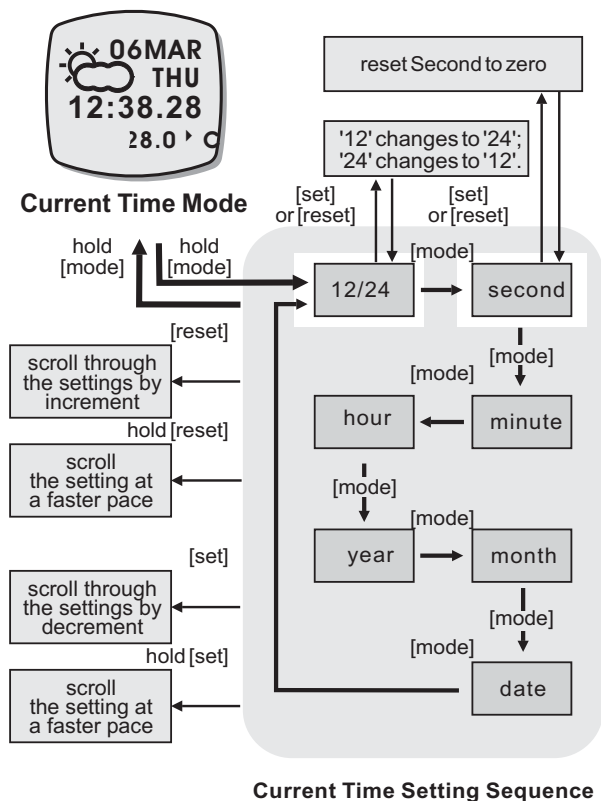 06MAR
THU
12:38.28
28.0
Current Time Mode
reset Second to zero
'12' changes to '24';
'24' changes to '12'.
[set]
or [reset]
[set]
or [reset]
hold
[mode]
hold
[mode]
12/24
[mode]
second
[reset]
scroll through
the settings by
increment
[mode]
[mode]
hour
minute
hold [reset]
scroll
the setting at
a faster pace
[mode]
[mode]
year
month
[set]
scroll through
the settings by
decrement
[mode]
[mode]
date
hold [set]
scroll
the setting at
a faster pace
Current Time Setting Sequence